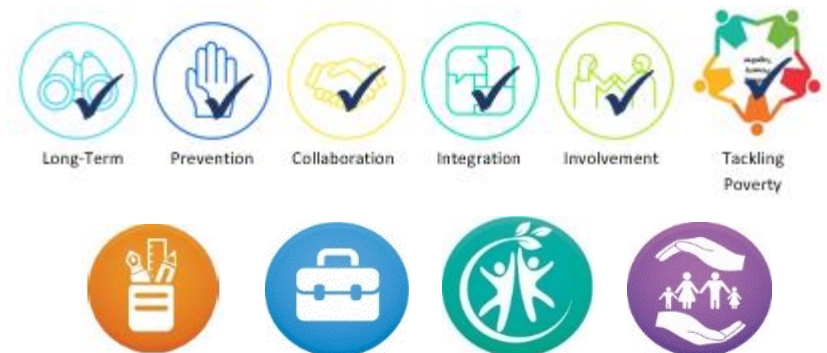 Long-Term
Prevention
Collaboration
Integration
Involvement
Tackling
Poverty